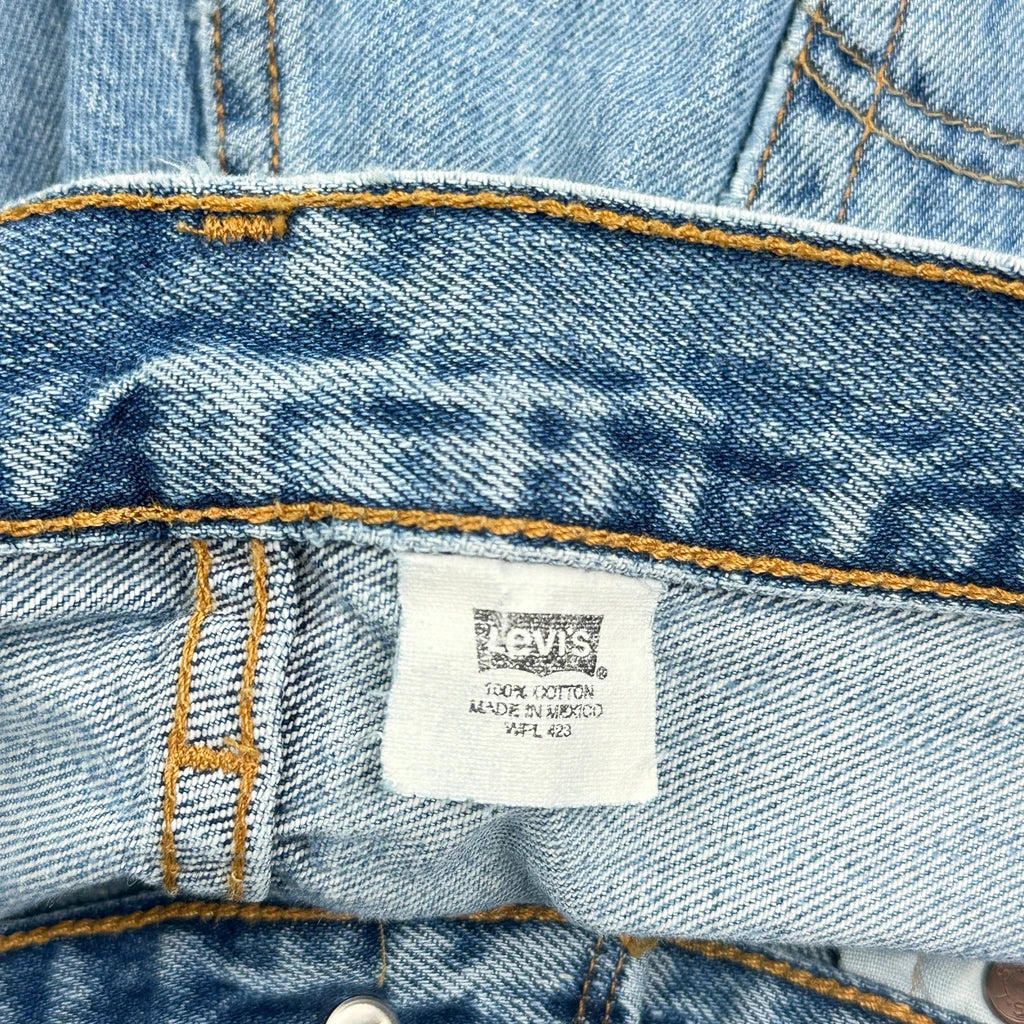 Levi's®
100% COTTON
MADE IN MEXICO
WPL 423